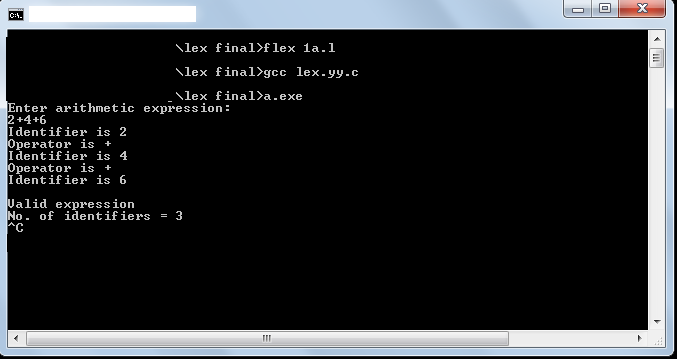 C:\.
\lex final>flex 1a.l
\lex final>gcc lex.yy.c
\lex final>a.exe
Enter arithmetic expression:
2+4+6
Identifier is 2
Operator is +
Identifier is 4
Operator is +
Identifier is 6
Valid expression
No. of identifiers = 3
^C